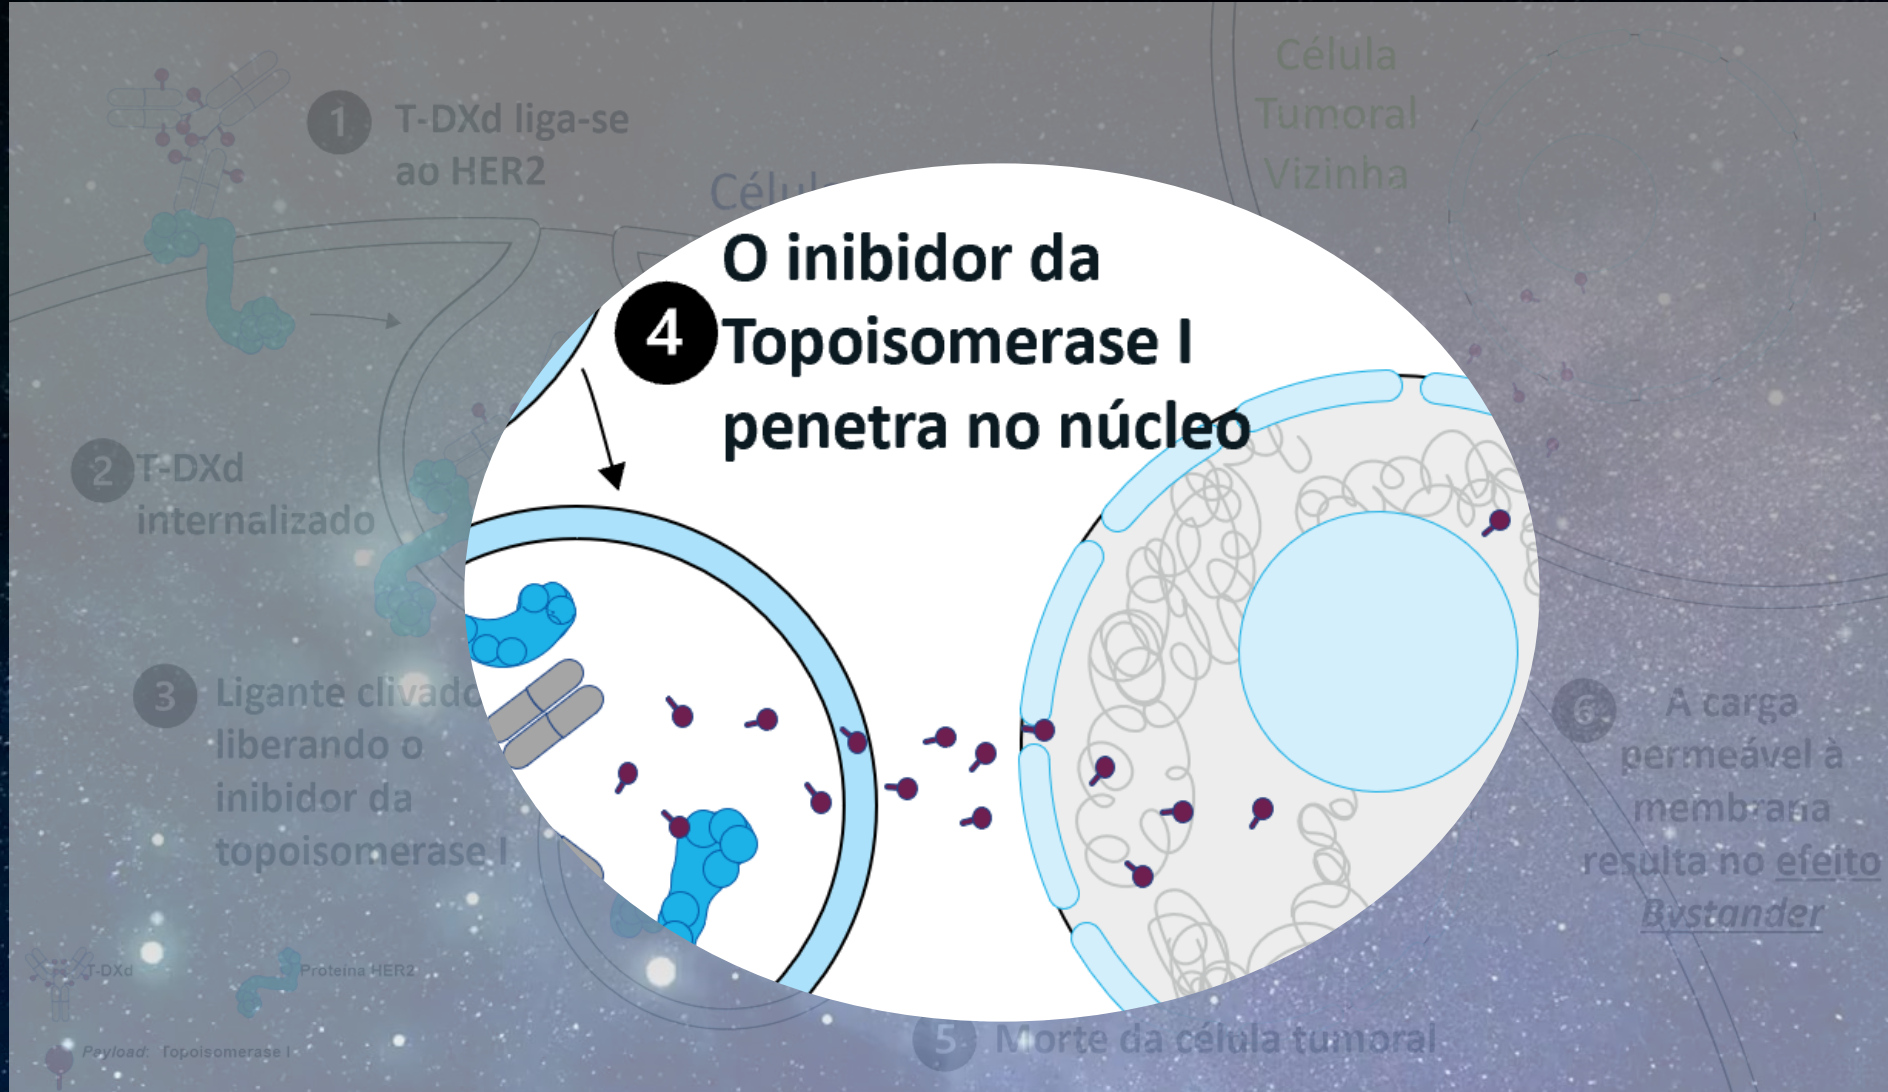 1
T-DXd liga-se
ao HER2
Célula
Tumoral
Vizinha
Célul
4
O inibidor da
Topoisomerase I
penetra no núcleo
2
T-DXd
internalizado
3
Ligante clivado
liberando o
inibidor da
topoisomerase I
6
A carga
permeável à
membrana
resulta no efeito
Bystander
T-DXd
Proteína HER2
5
Morte da célula tumoral
Payload: Topoisomerase I